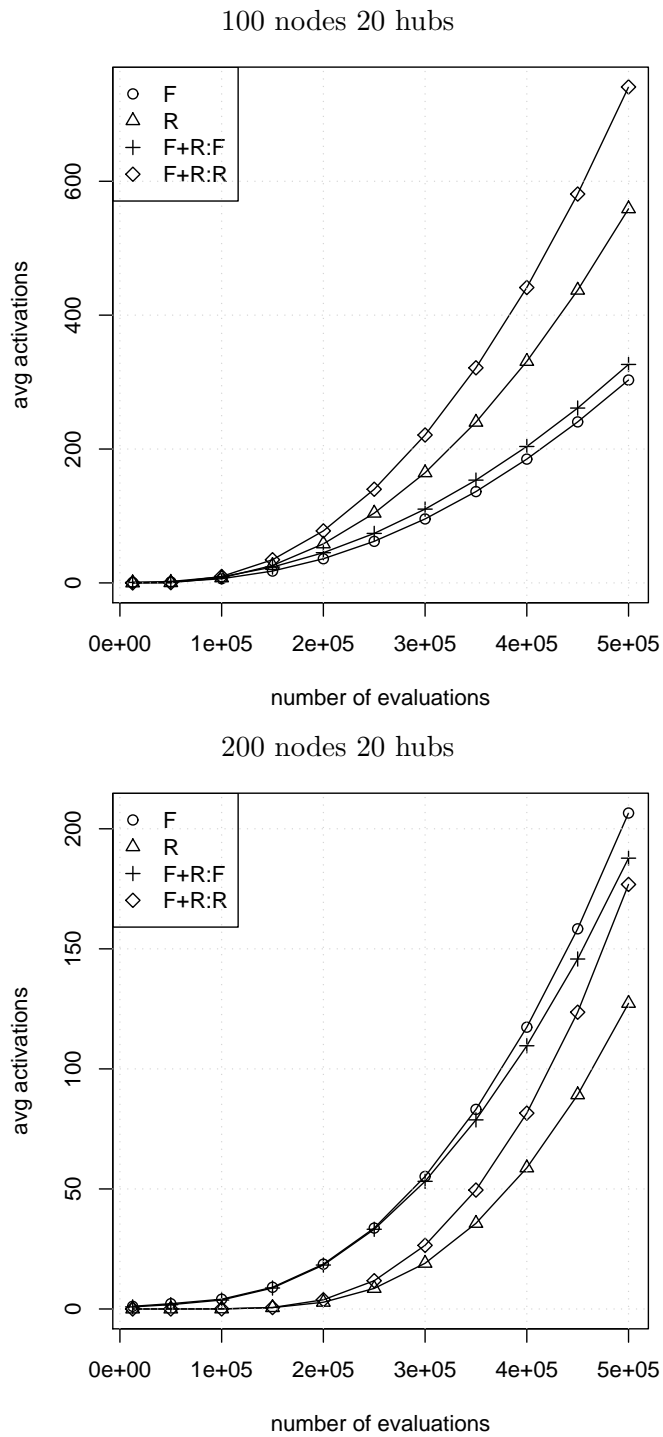 100 nodes 20 hubs
F
R
F+R:F
F+R:R
avg activations
0
200
400
600
0e+00 1e+05 2e+05 3e+05 4e+05 5e+05
number of evaluations
200 nodes 20 hubs
F
R
F+R:F
F+R:R
avg activations
0
50
100
150
200
0e+00 1e+05 2e+05 3e+05 4e+05 5e+05
number of evaluations